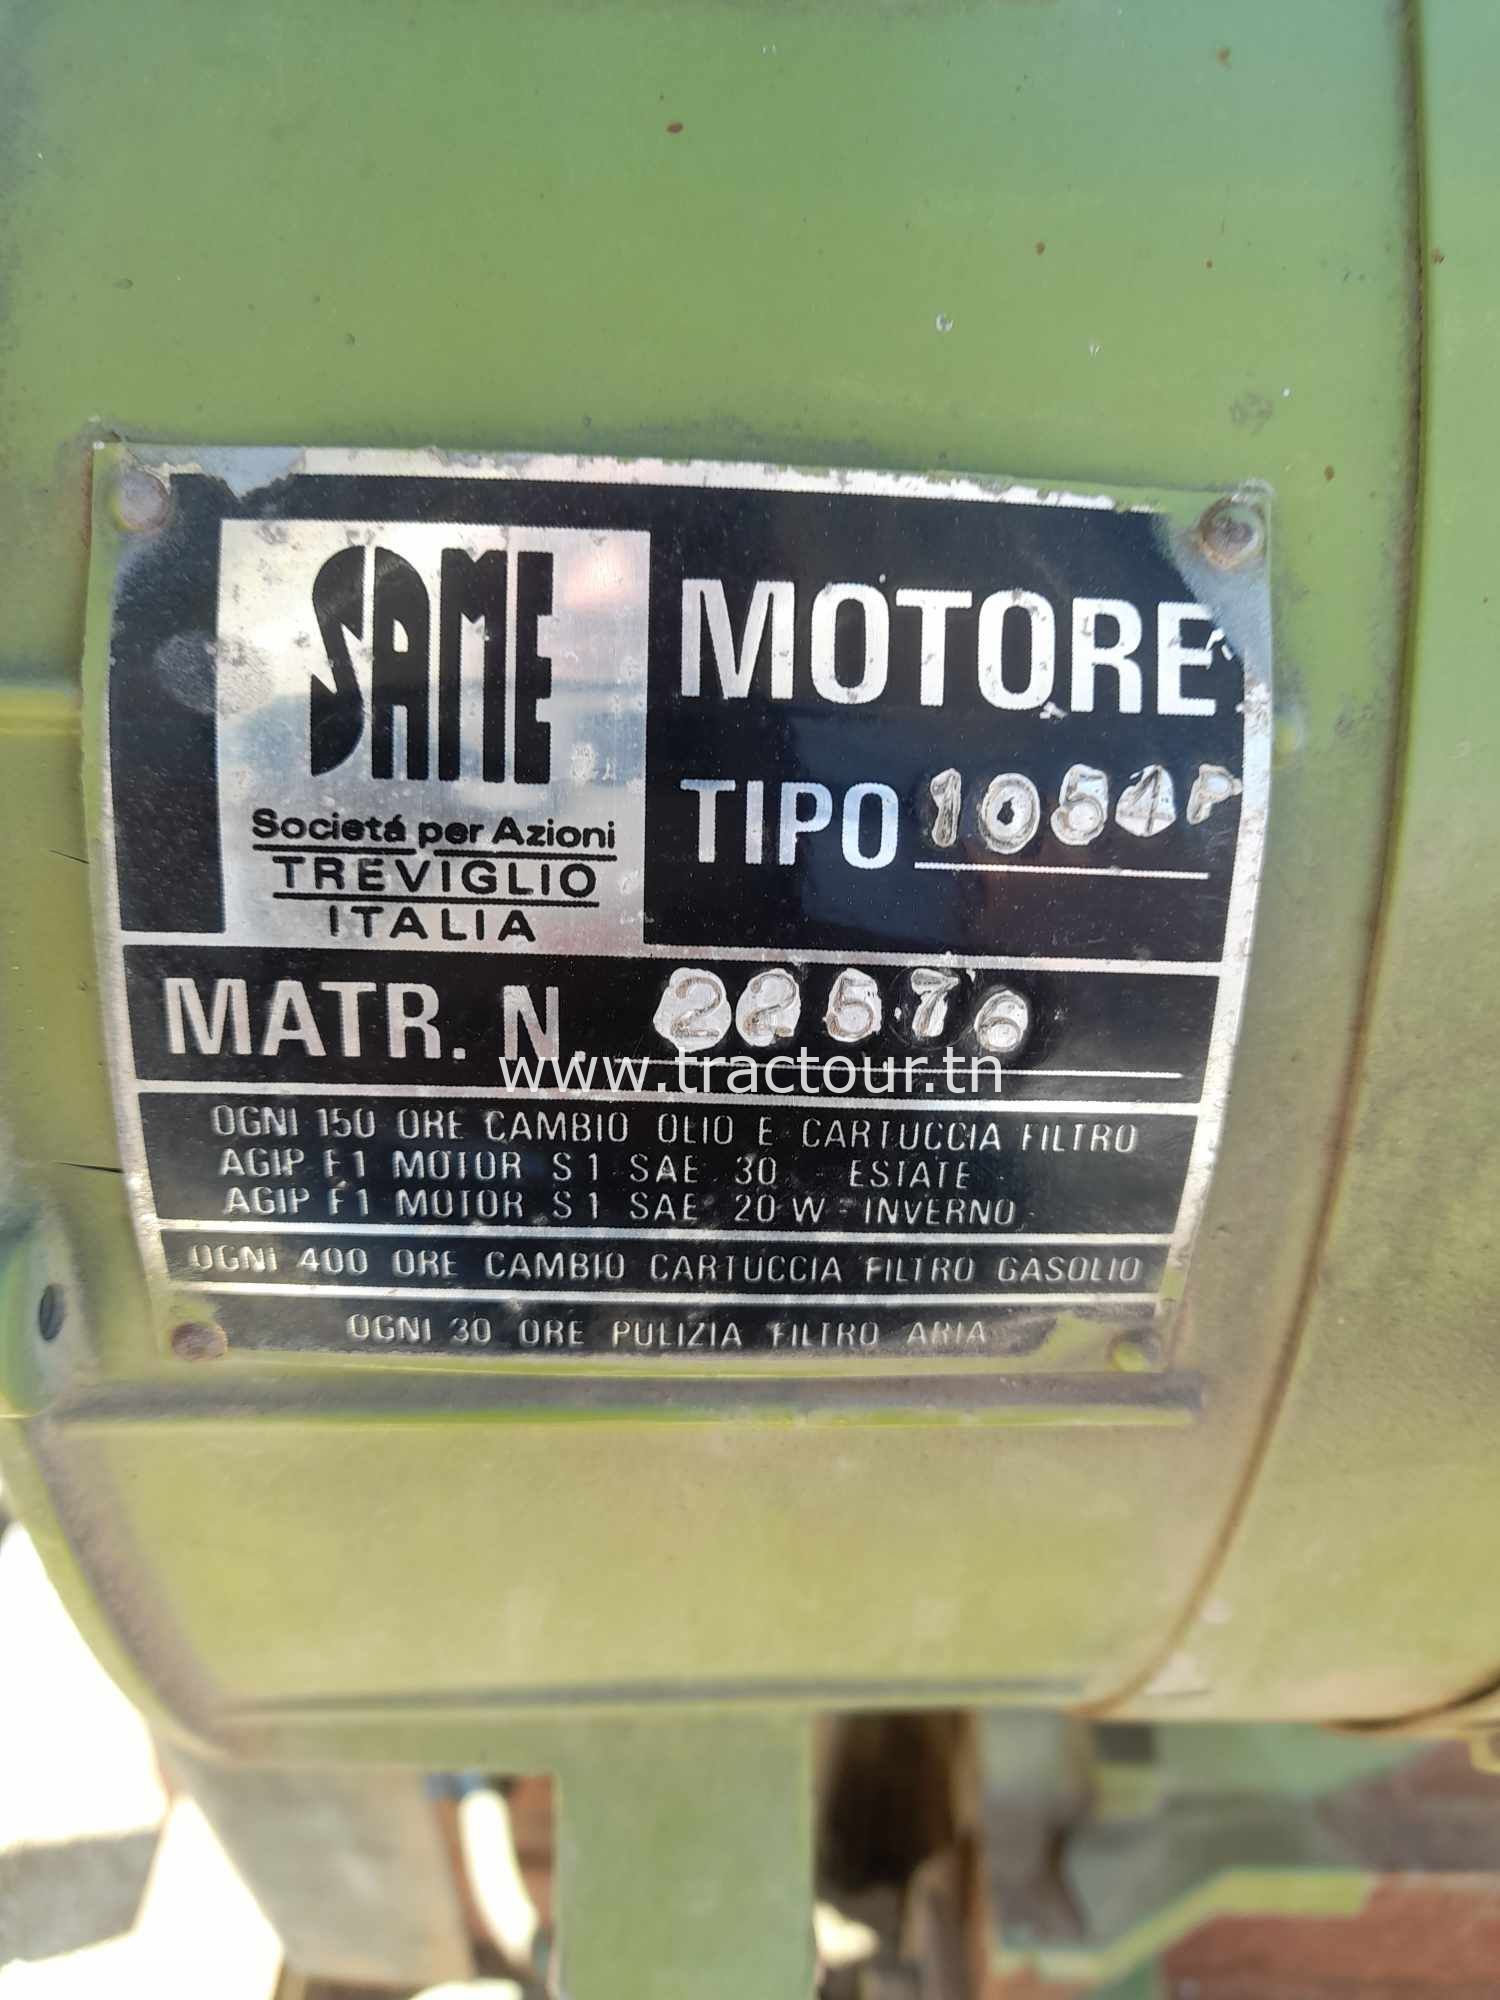 SAME
Societá per Azioni
TREVIGLIO
ITALIA
MOTORE
TIPO 1054P
MATR. N. 22576
www.tractour.tn
OGNI 150 ORE CAMBIO OLIO E CARTUCCIA FILTRO
AGIP F1 MOTOR S1 SAE 30 - ESTATE
AGIP F1 MOTOR S1 SAE 20 W - INVERNO
OGNI 400 ORE CAMBIO CARTUCCIA FILTRO GASOLIO
OGNI 30 ORE PULIZIA FILTRO ARIA